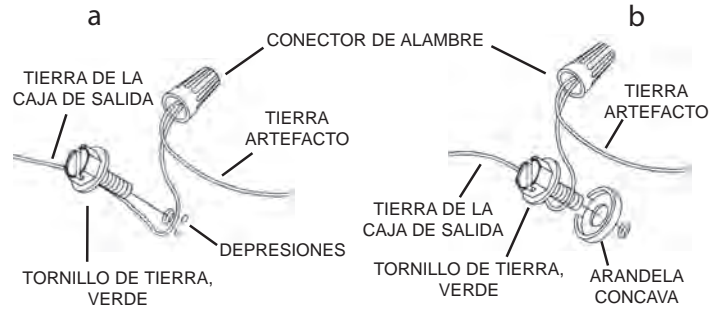 a
b
CONECTOR DE ALAMBRE
TIERRA DE LA
CAJA DE SALIDA
TIERRA
ARTEFACTO
DEPRESIONES
TORNILLO DE TIERRA,
VERDE
TIERRA
ARTEFACTO
TIERRA DE LA
CAJA DE SALIDA
TORNILLO DE TIERRA,
VERDE
ARANDELA
CONCAVA